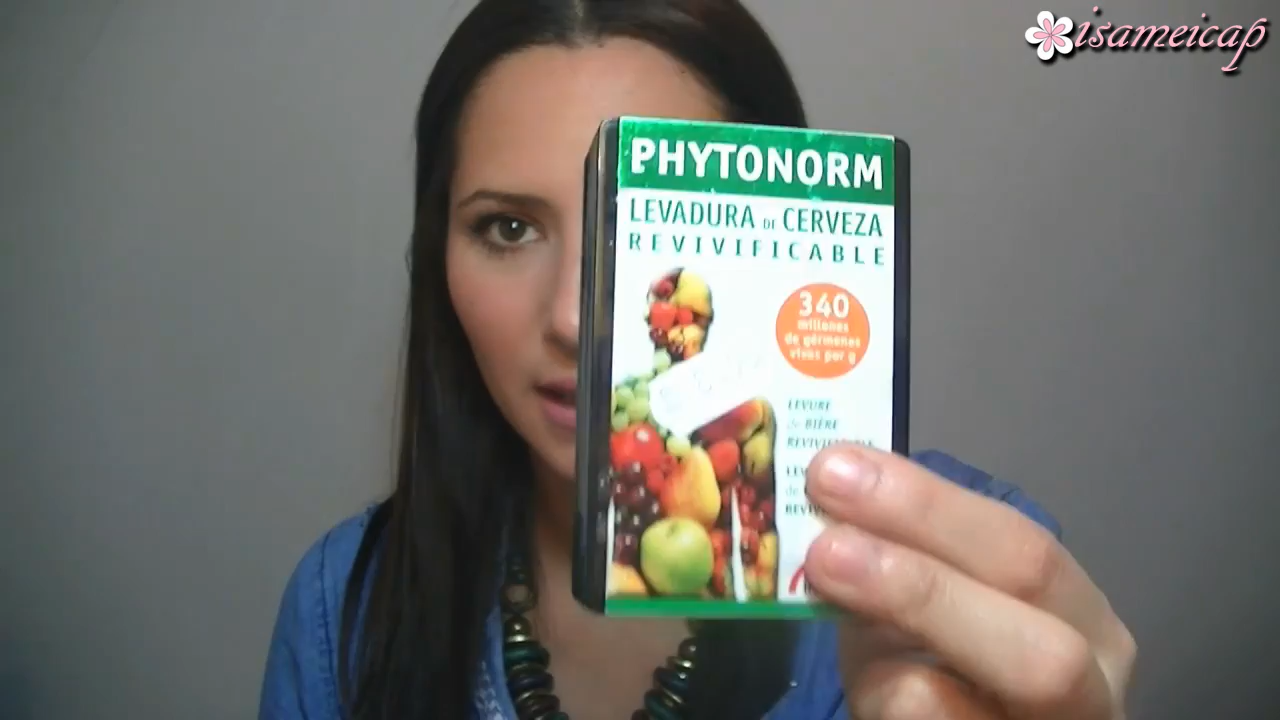 isameicap
PHYTONORM
LEVADURA DE CERVEZA
REVIVIFICABLE
340
millones
de gérmenes
vivos por g
LEVURE
de BIÈRE